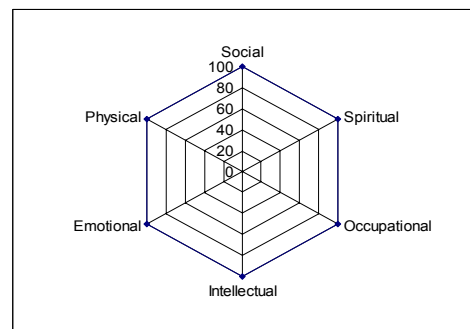 Social
100
80
Physical Spiritual
60
40
20
0
Emotional Occupational
Intellectual